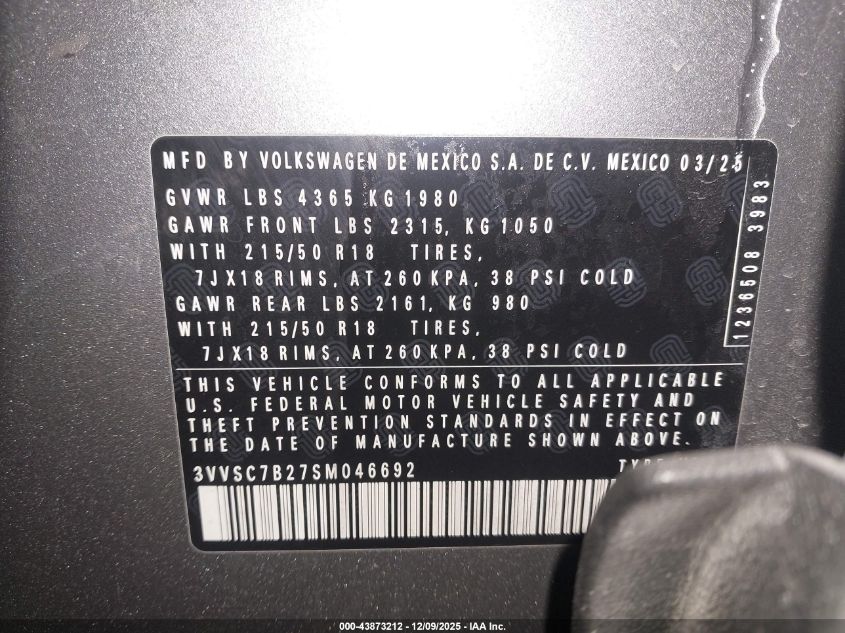 MFD BY VOLKSWAGEN DE MEXICO S.A. DE C.V. MEXICO 03/25
GVWR LBS 4365 KG 1980
GAWR FRONT LBS 2315, KG 1050
WITH 215/50 R18 TIRES,
7JX18 RIMS, AT 260 KPA, 38 PSI COLD
GAWR REAR LBS 2161, KG 980
WITH 215/50 R18 TIRES,
7JX18 RIMS, AT 260 KPA, 38 PSI COLD
1236508 3983
THIS VEHICLE CONFORMS TO ALL APPLICABLE
U.S. FEDERAL MOTOR VEHICLE SAFETY AND
THEFT PREVENTION STANDARDS IN EFFECT ON
THE DATE OF MANUFACTURE SHOWN ABOVE.
3VVSC7B27SM046692 TYPE
000-43873212 - 12/09/2025 - IAA Inc.